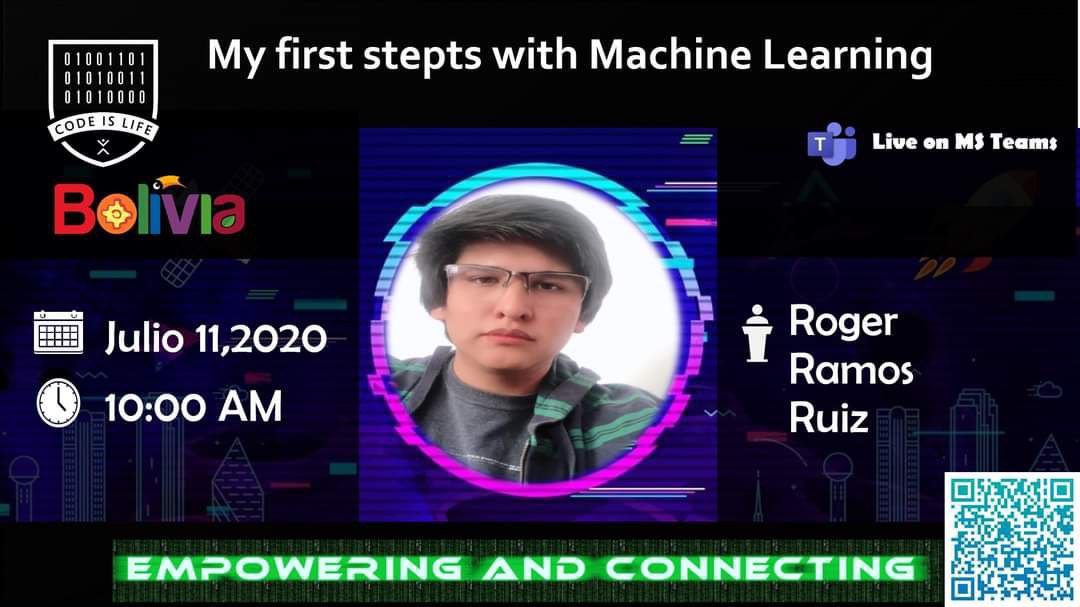 01001101
01010011
01010000
CODE IS LIFE
My first stepts with Machine Learning
T
Live on MS Teams
Bolivia
Julio 11,2020
10:00 AM
Roger
Ramos
Ruiz
EMPOWERING AND CONNECTING